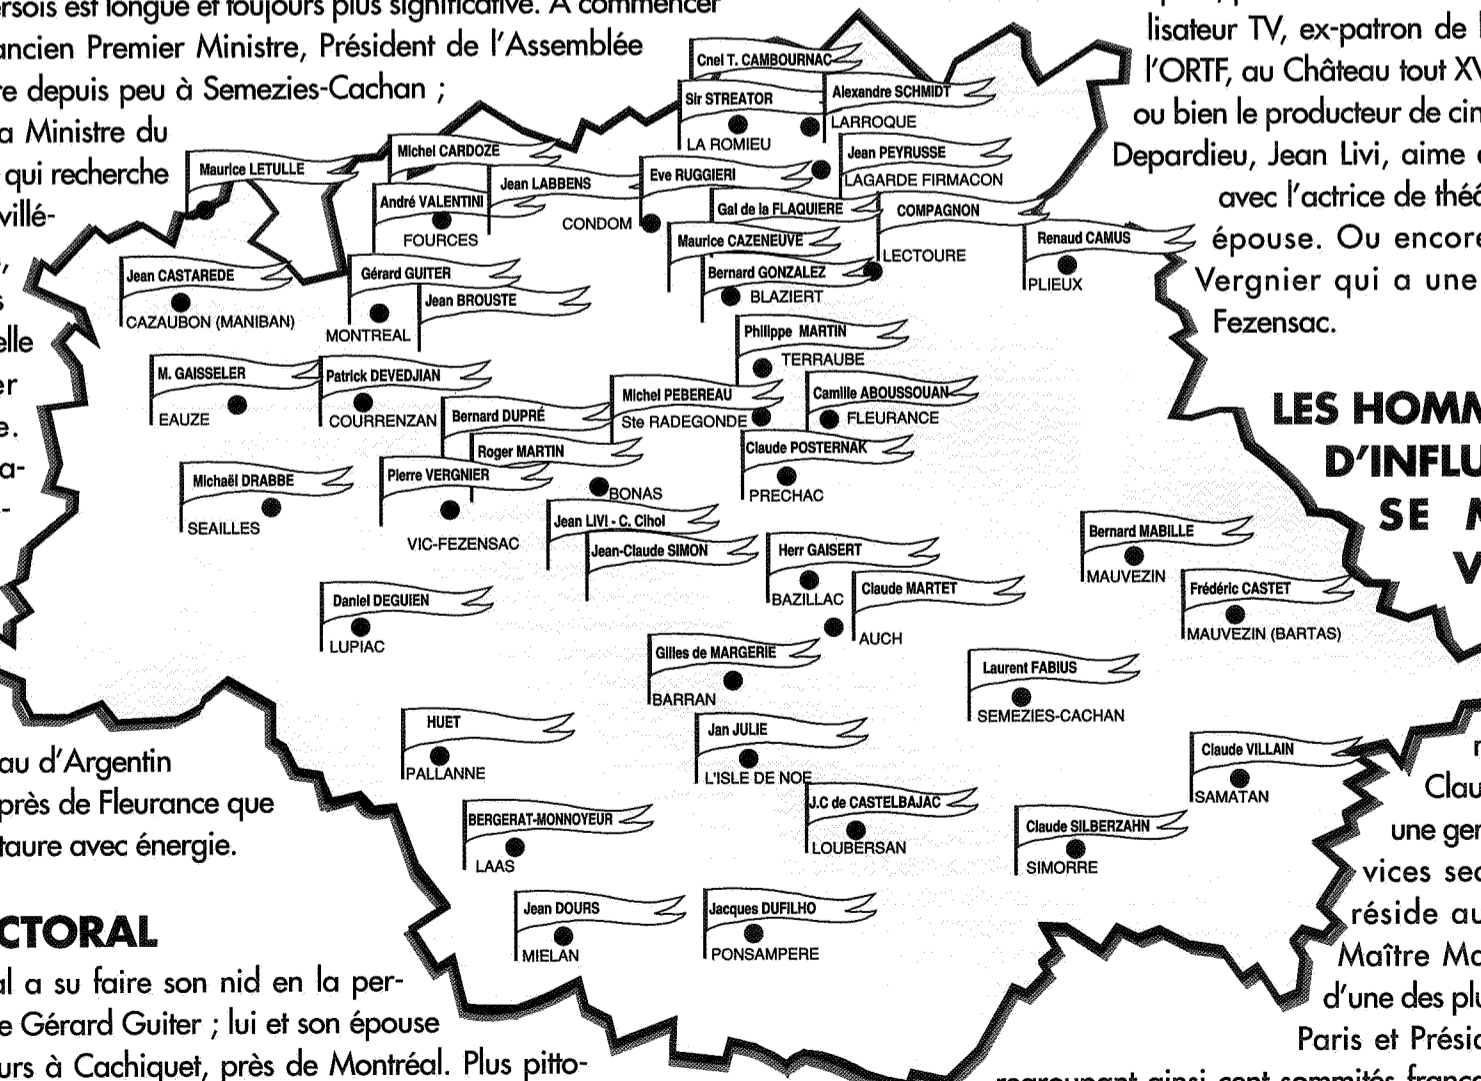 ersois est longue et toujours plus significative. A commencer
ancien Premier Ministre, Président de l'Assemblée
re depuis peu à Semezies-Cachan ;
a Ministre du
qui recherche
villé-
elle
er
e.
a-
-
lisateur TV, ex-patron de l
l'ORTF, au Château tout XV
ou bien le producteur de cin
Depardieu, Jean Livi, aime
avec l'actrice de théâ
épouse. Ou encore
Vergnier qui a une
Fezensac.
LES HOMM
D'INFLU
SE M
V
Cnel T. CAMBOURNAC
Sir STREATOR
LA ROMIEU
Alexandre SCHMIDT
LARROQUE
Maurice LETULLE
Michel CARDOZE
Jean LABBENS
André VALENTINI
FOURCES
Eve RUGGIERI
CONDOM
Jean PEYRUSSE
LAGARDE FIRMACON
Gal de la FLAQUIERE
COMPAGNON
LECTOURE
Maurice CAZENEUVE
Bernard GONZALEZ
BLAZIERT
Renaud CAMUS
PLIEUX
Jean CASTAREDE
CAZAUBON (MANIBAN)
Gérard GUITER
Jean BROUSTE
MONTREAL
Philippe MARTIN
TERRAUBE
M. GAISSELER
EAUZE
Patrick DEVEDJIAN
COURRENZAN
Bernard DUPRÉ
Michel PEBEREAU
Ste RADEGONDE
Camille ABOUSSOUAN
FLEURANCE
Roger MARTIN
BONAS
Claude POSTERNAK
PRECHAC
Michaël DRABBE
SEAILLES
Pierre VERGNIER
VIC-FEZENSAC
Jean LIVI - C. Cihol
Jean-Claude SIMON
Herr GAISERT
BAZILLAC
Claude MARTET
AUCH
Bernard MABILLE
MAUVEZIN
Frédéric CASTET
MAUVEZIN (BARTAS)
Daniel DEGUIEN
LUPIAC
Gilles de MARGERIE
BARRAN
Laurent FABIUS
SEMEZIES-CACHAN
HUET
PALLANNE
Jan JULIE
L'ISLE DE NOE
Claude VILLAIN
SAMATAN
BERGERAT-MONNOYEUR
LAAS
J.C de CASTELBAJAC
LOUBERSAN
Claude SILBERZAHN
SIMORRE
Jean DOURS
MIELAN
Jacques DUFILHO
PONSAMPERE
au d'Argentin
près de Fleurance que
taure avec énergie.
CTORAL
al a su faire son nid en la per-
e Gérard Guiter ; lui et son épouse
urs à Cachiquet, près de Montréal. Plus pitto-
Clau
une ger
vices sec
réside au
Maître Ma
d'une des plu
Paris et Présic
regroupant ainsi cent sommités franç